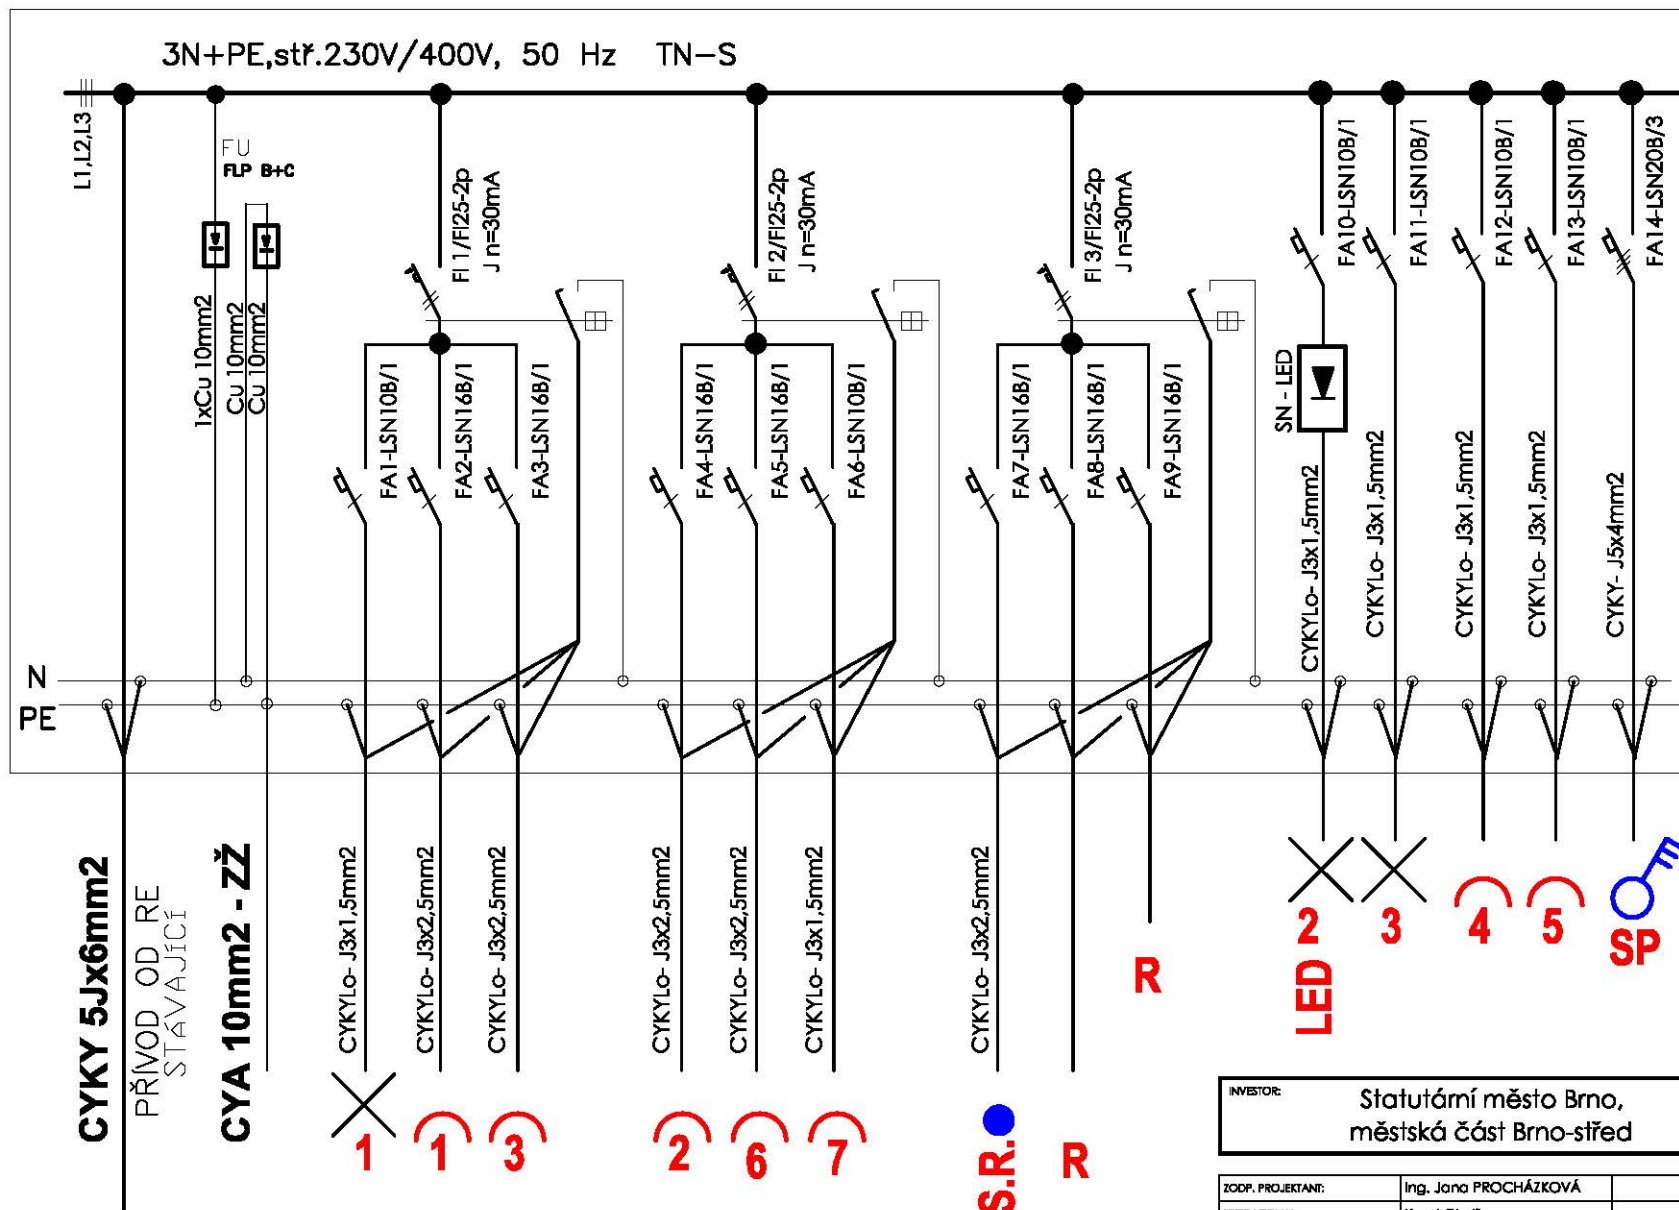 3N+PE,stř.230V/400V, 50 Hz TN-S
L1,L2,L3
FU
FLP B+C
1xCu 10mm2
Cu 10mm2
Cu 10mm2
FI 1/FI25-2p
J n=30mA
FI 2/FI25-2p
J n=30mA
FI 3/FI25-2p
J n=30mA
FA10-LSN10B/1
FA11-LSN10B/1
FA12-LSN10B/1
FA13-LSN10B/1
FA14-LSN20B/3
FA1-LSN10B/1
FA2-LSN16B/1
FA3-LSN16B/1
FA4-LSN16B/1
FA5-LSN16B/1
FA6-LSN10B/1
FA7-LSN16B/1
FA8-LSN16B/1
FA9-LSN16B/1
SN - LED
CYKYLo- J3x1,5mm2
CYKYLo- J3x1,5mm2
CYKYLo- J3x1,5mm2
CYKYLo- J3x1,5mm2
CYKY- J5x4mm2
N
PE
CYKY 5Jx6mm2
PŘÍVOD OD RE
STÁVAJÍCÍ
CYA 10mm2 - ZŽ
CYKYLo- J3x1,5mm2
CYKYLo- J3x2,5mm2
CYKYLo- J3x2,5mm2
CYKYLo- J3x2,5mm2
CYKYLo- J3x2,5mm2
CYKYLo- J3x1,5mm2
CYKYLo- J3x2,5mm2
1
1
3
2
6
7
S.R.
R
R
2
LED
3
4
5
SP
INVESTOR:
Statutární město Brno,
městská část Brno-střed
ZODP. PROJEKTANT:
Ing. Jana PROCHÁZKOVÁ